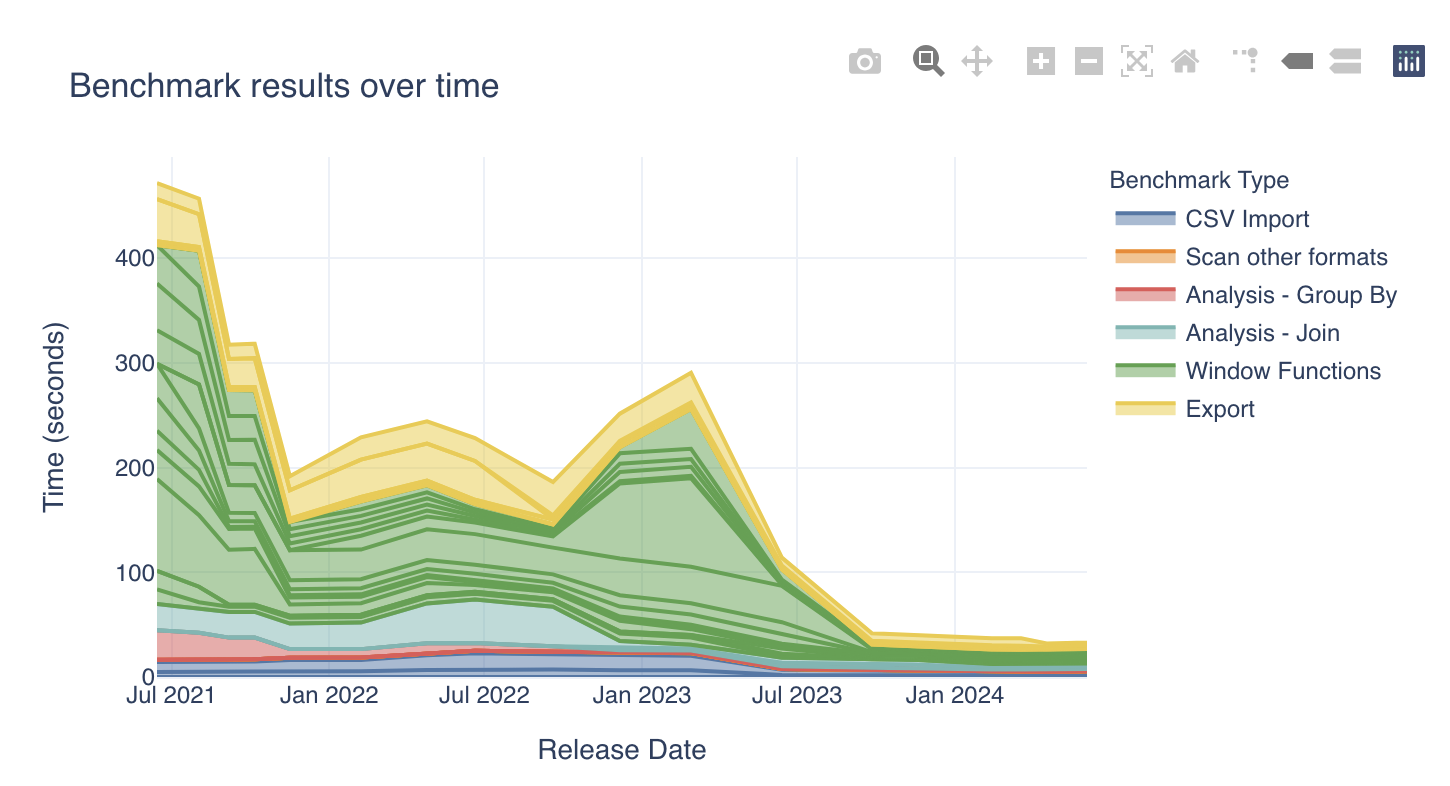 Benchmark results over time
Benchmark Type
CSV Import
Scan other formats
Analysis - Group By
Analysis - Join
Window Functions
Export
Time (seconds)
400
300
200
100
0
Jul 2021 Jan 2022 Jul 2022 Jan 2023 Jul 2023 Jan 2024
Release Date